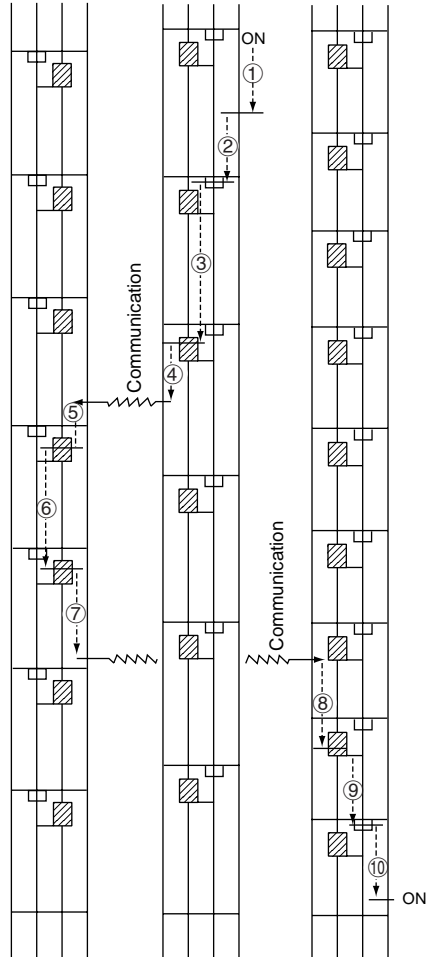 ON
①
②
③
Communication
④
⑤
⑥
⑦
Communication
⑧
⑨
⑩
ON